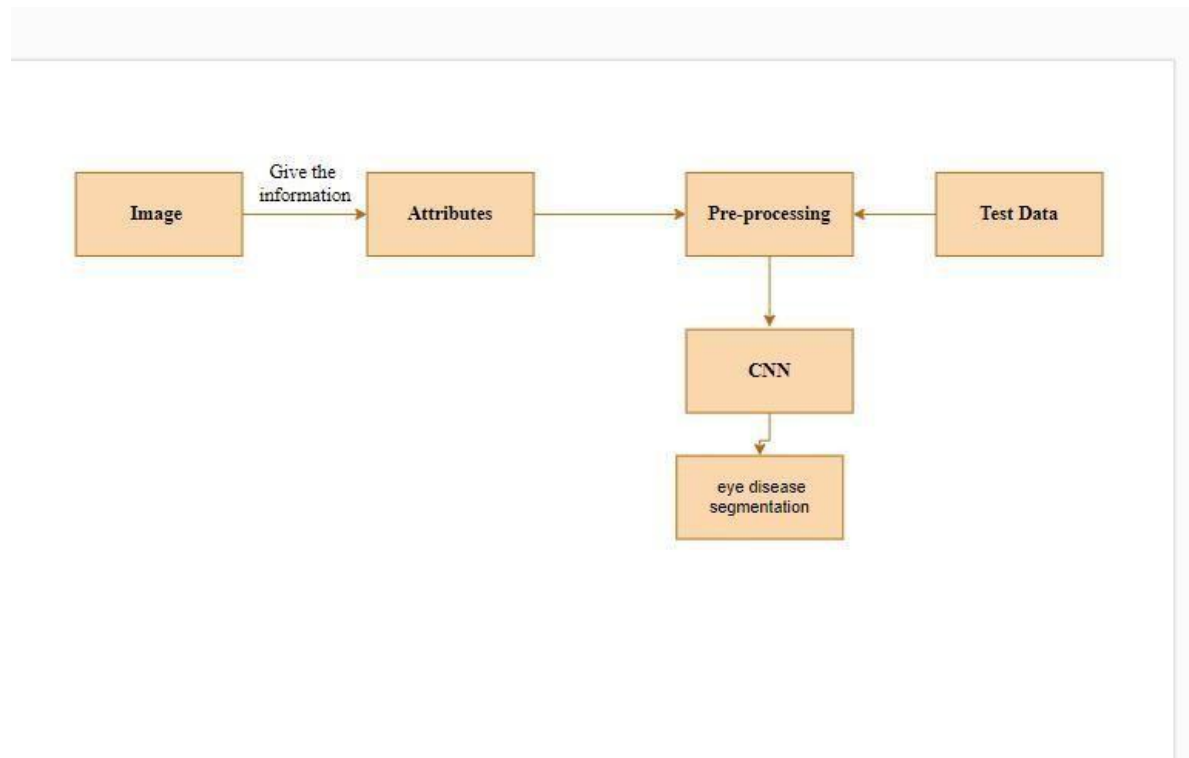 Give the
information
Image
Attributes
Pre-processing
Test Data
CNN
eye disease
segmentation